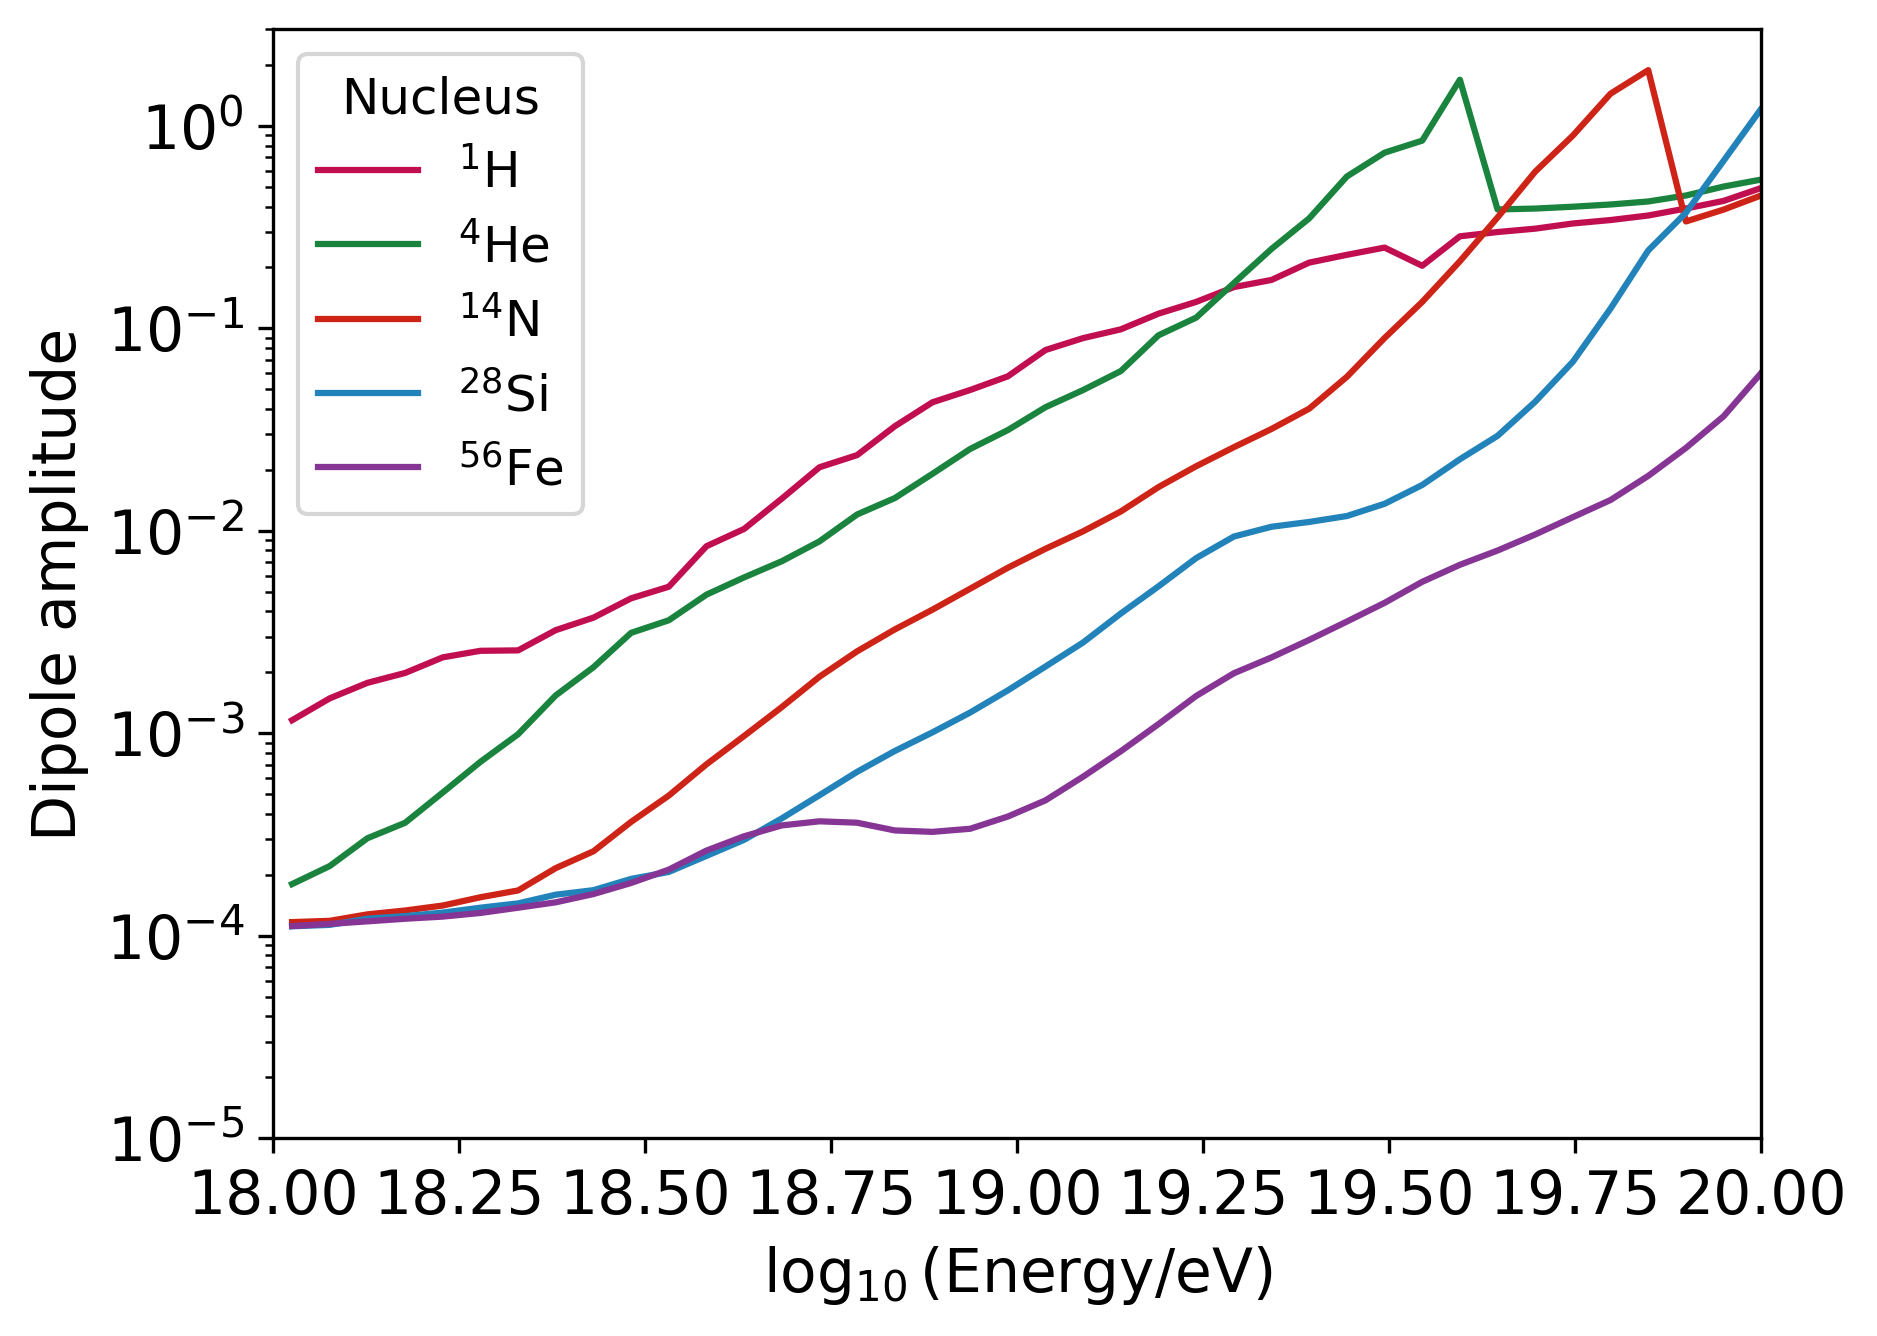 Nucleus
¹H
⁴He
¹⁴N
²⁸Si
⁵⁶Fe
Dipole amplitude
10⁰
10⁻¹
10⁻²
10⁻³
10⁻⁴
10⁻⁵
18.00 18.25 18.50 18.75 19.00 19.25 19.50 19.75 20.00
log₁₀ (Energy/eV)